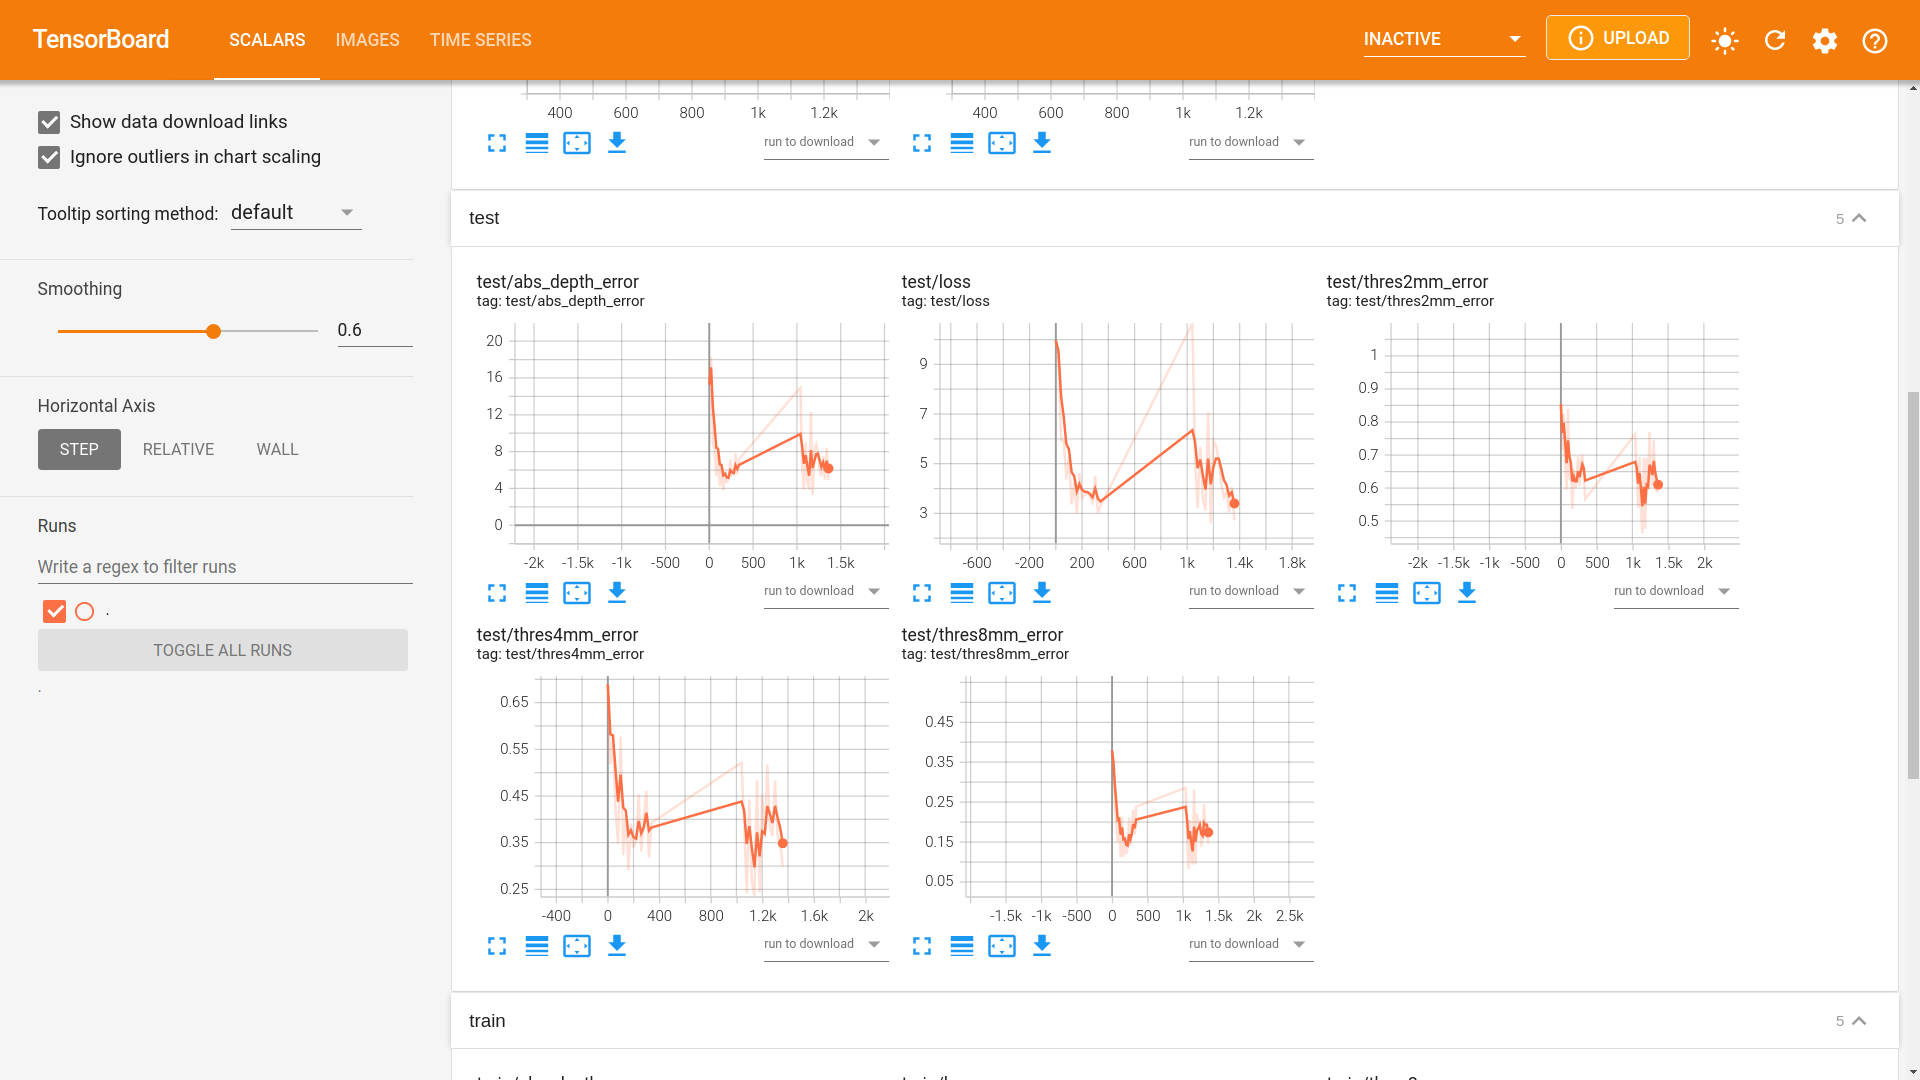 TensorBoard
SCALARS IMAGES TIME SERIES
INACTIVE
UPLOAD
Show data download links
Ignore outliers in chart scaling
Tooltip sorting method: default
Smoothing
0.6
Horizontal Axis
STEP RELATIVE WALL
Runs
Write a regex to filter runs
.
TOGGLE ALL RUNS
.
400 600 800 1k 1.2k
run to download
400 600 800 1k 1.2k
run to download
test
5
test/abs_depth_error
tag: test/abs_depth_error
20
16
12
8
4
0
-2k -1.5k -1k -500 0 500 1k 1.5k
run to download
test/loss
tag: test/loss
9
7
5
3
-600 -200 200 600 1k 1.4k 1.8k
run to download
test/thres2mm_error
tag: test/thres2mm_error
1
0.9
0.8
0.7
0.6
0.5
-2k -1.5k -1k -500 0 500 1k 1.5k 2k
run to download
test/thres4mm_error
tag: test/thres4mm_error
0.65
0.55
0.45
0.35
0.25
-400 0 400 800 1.2k 1.6k 2k
run to download
test/thres8mm_error
tag: test/thres8mm_error
0.45
0.35
0.25
0.15
0.05
-1.5k -1k -500 0 500 1k 1.5k 2k 2.5k
run to download
train
5